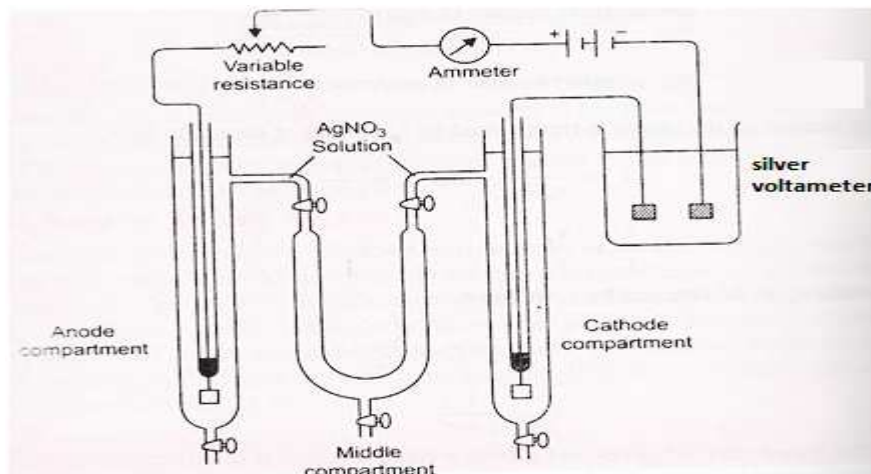 Variable
resistance
Ammeter
+ −
AgNO₃
Solution
silver
voltameter
Anode
compartment
Cathode
compartment
Middle
compartment